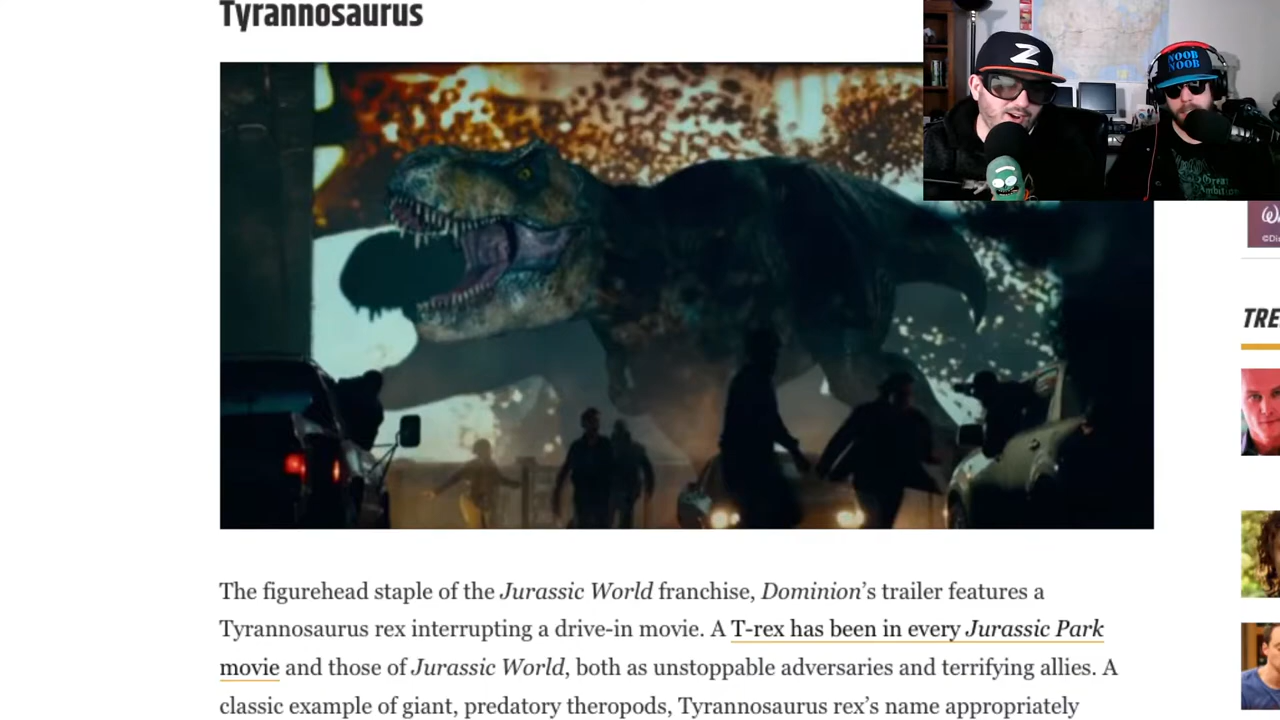 Tyrannosaurus
Z
NOOB
NOOB
Great
Ambition
TRE
The figurehead staple of the Jurassic World franchise, Dominion's trailer features a
Tyrannosaurus rex interrupting a drive-in movie. A T-rex has been in every Jurassic Park
movie and those of Jurassic World, both as unstoppable adversaries and terrifying allies. A
classic example of giant, predatory theropods, Tyrannosaurus rex's name appropriately